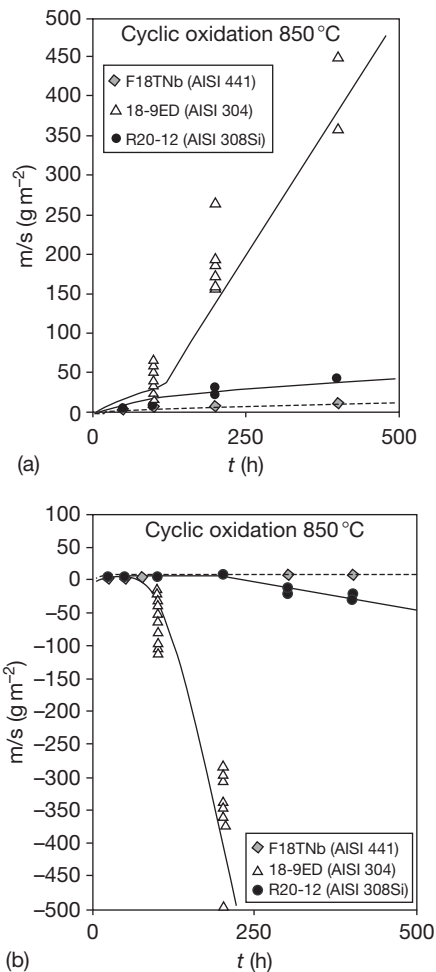 500
450
400
350
300
250
200
150
100
50
0
m/s (g m⁻²)
Cyclic oxidation 850 °C
F18TNb (AISI 441)
18-9ED (AISI 304)
R20-12 (AISI 308Si)
0 250 500
(a) t (h)
100
50
0
−50
−100
−150
−200
−250
−300
−350
−400
−450
−500
m/s (g m⁻²)
Cyclic oxidation 850 °C
F18TNb (AISI 441)
18-9ED (AISI 304)
R20-12 (AISI 308Si)
0 250 500
(b) t (h)